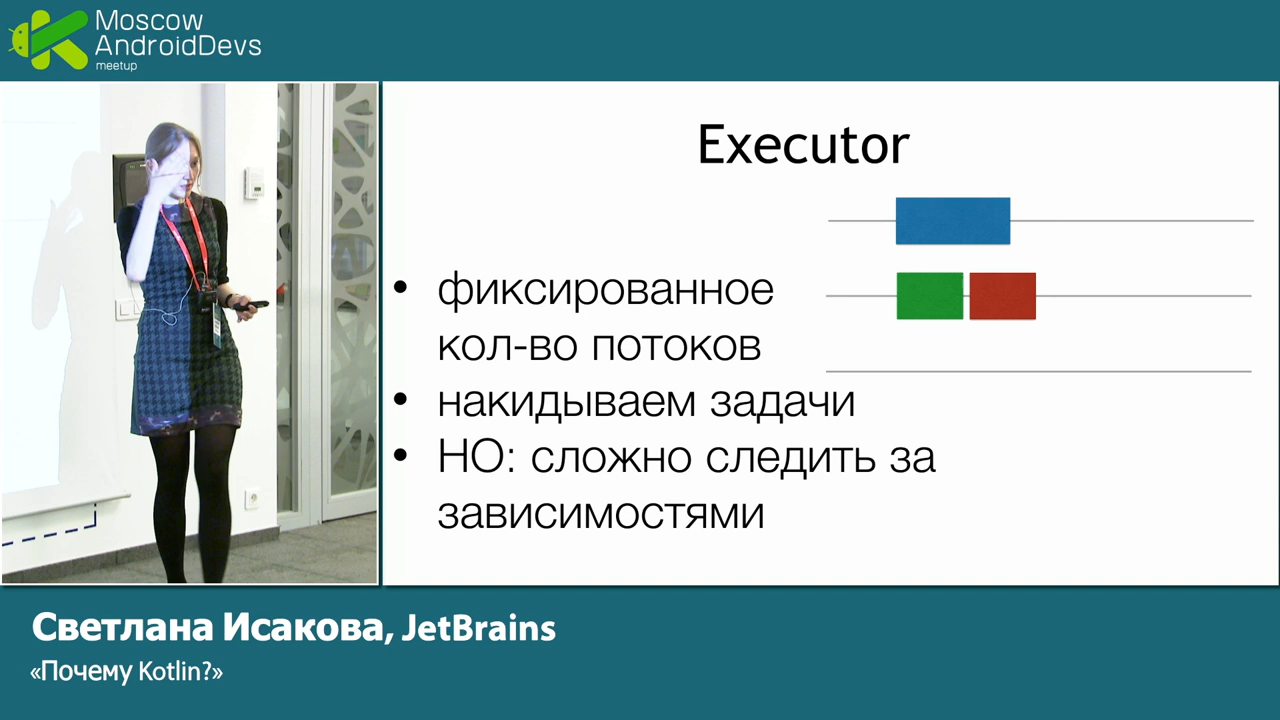 Moscow
AndroidDevs
meetup
Executor
• фиксированное
кол-во потоков
• накидываем задачи
• НО: сложно следить за
зависимостями
Светлана Исакова, JetBrains
«Почему Kotlin?»